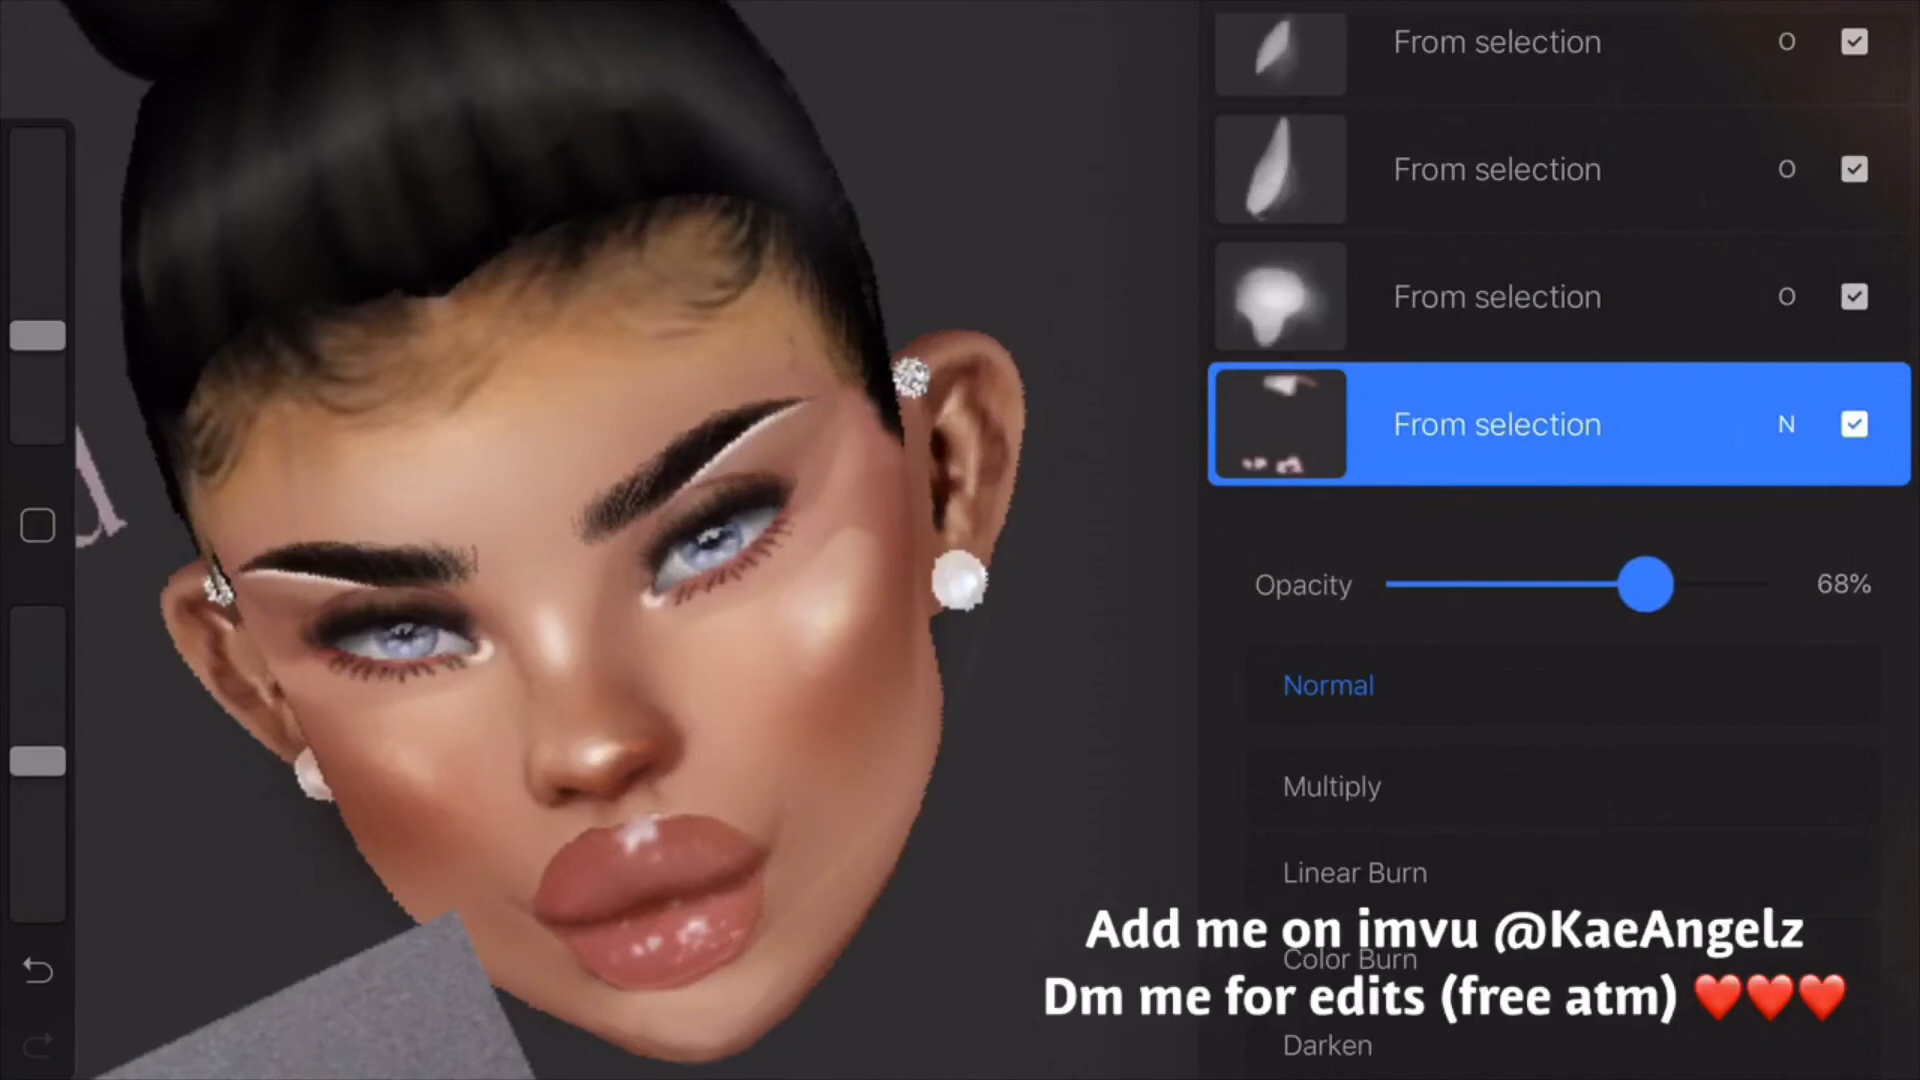 From selection O
From selection O
From selection O
From selection N
Opacity 68%
Normal
Multiply
Linear Burn
Add me on imvu @KaeAngelz
Color Burn
Dm me for edits (free atm) ❤️❤️❤️
Darken